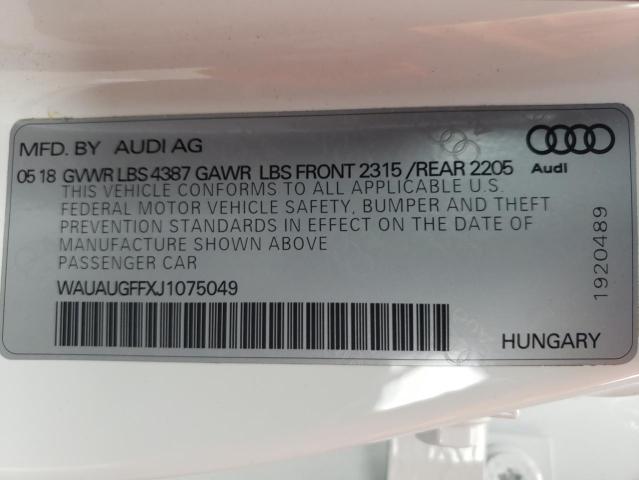 MFD. BY AUDI AG
05 18 GVWR LBS 4387 GAWR LBS FRONT 2315 / REAR 2205
Audi
THIS VEHICLE CONFORMS TO ALL APPLICABLE U.S.
FEDERAL MOTOR VEHICLE SAFETY, BUMPER AND THEFT
PREVENTION STANDARDS IN EFFECT ON THE DATE OF
MANUFACTURE SHOWN ABOVE
PASSENGER CAR
WAUAUGFFXJ1075049
HUNGARY
1920489